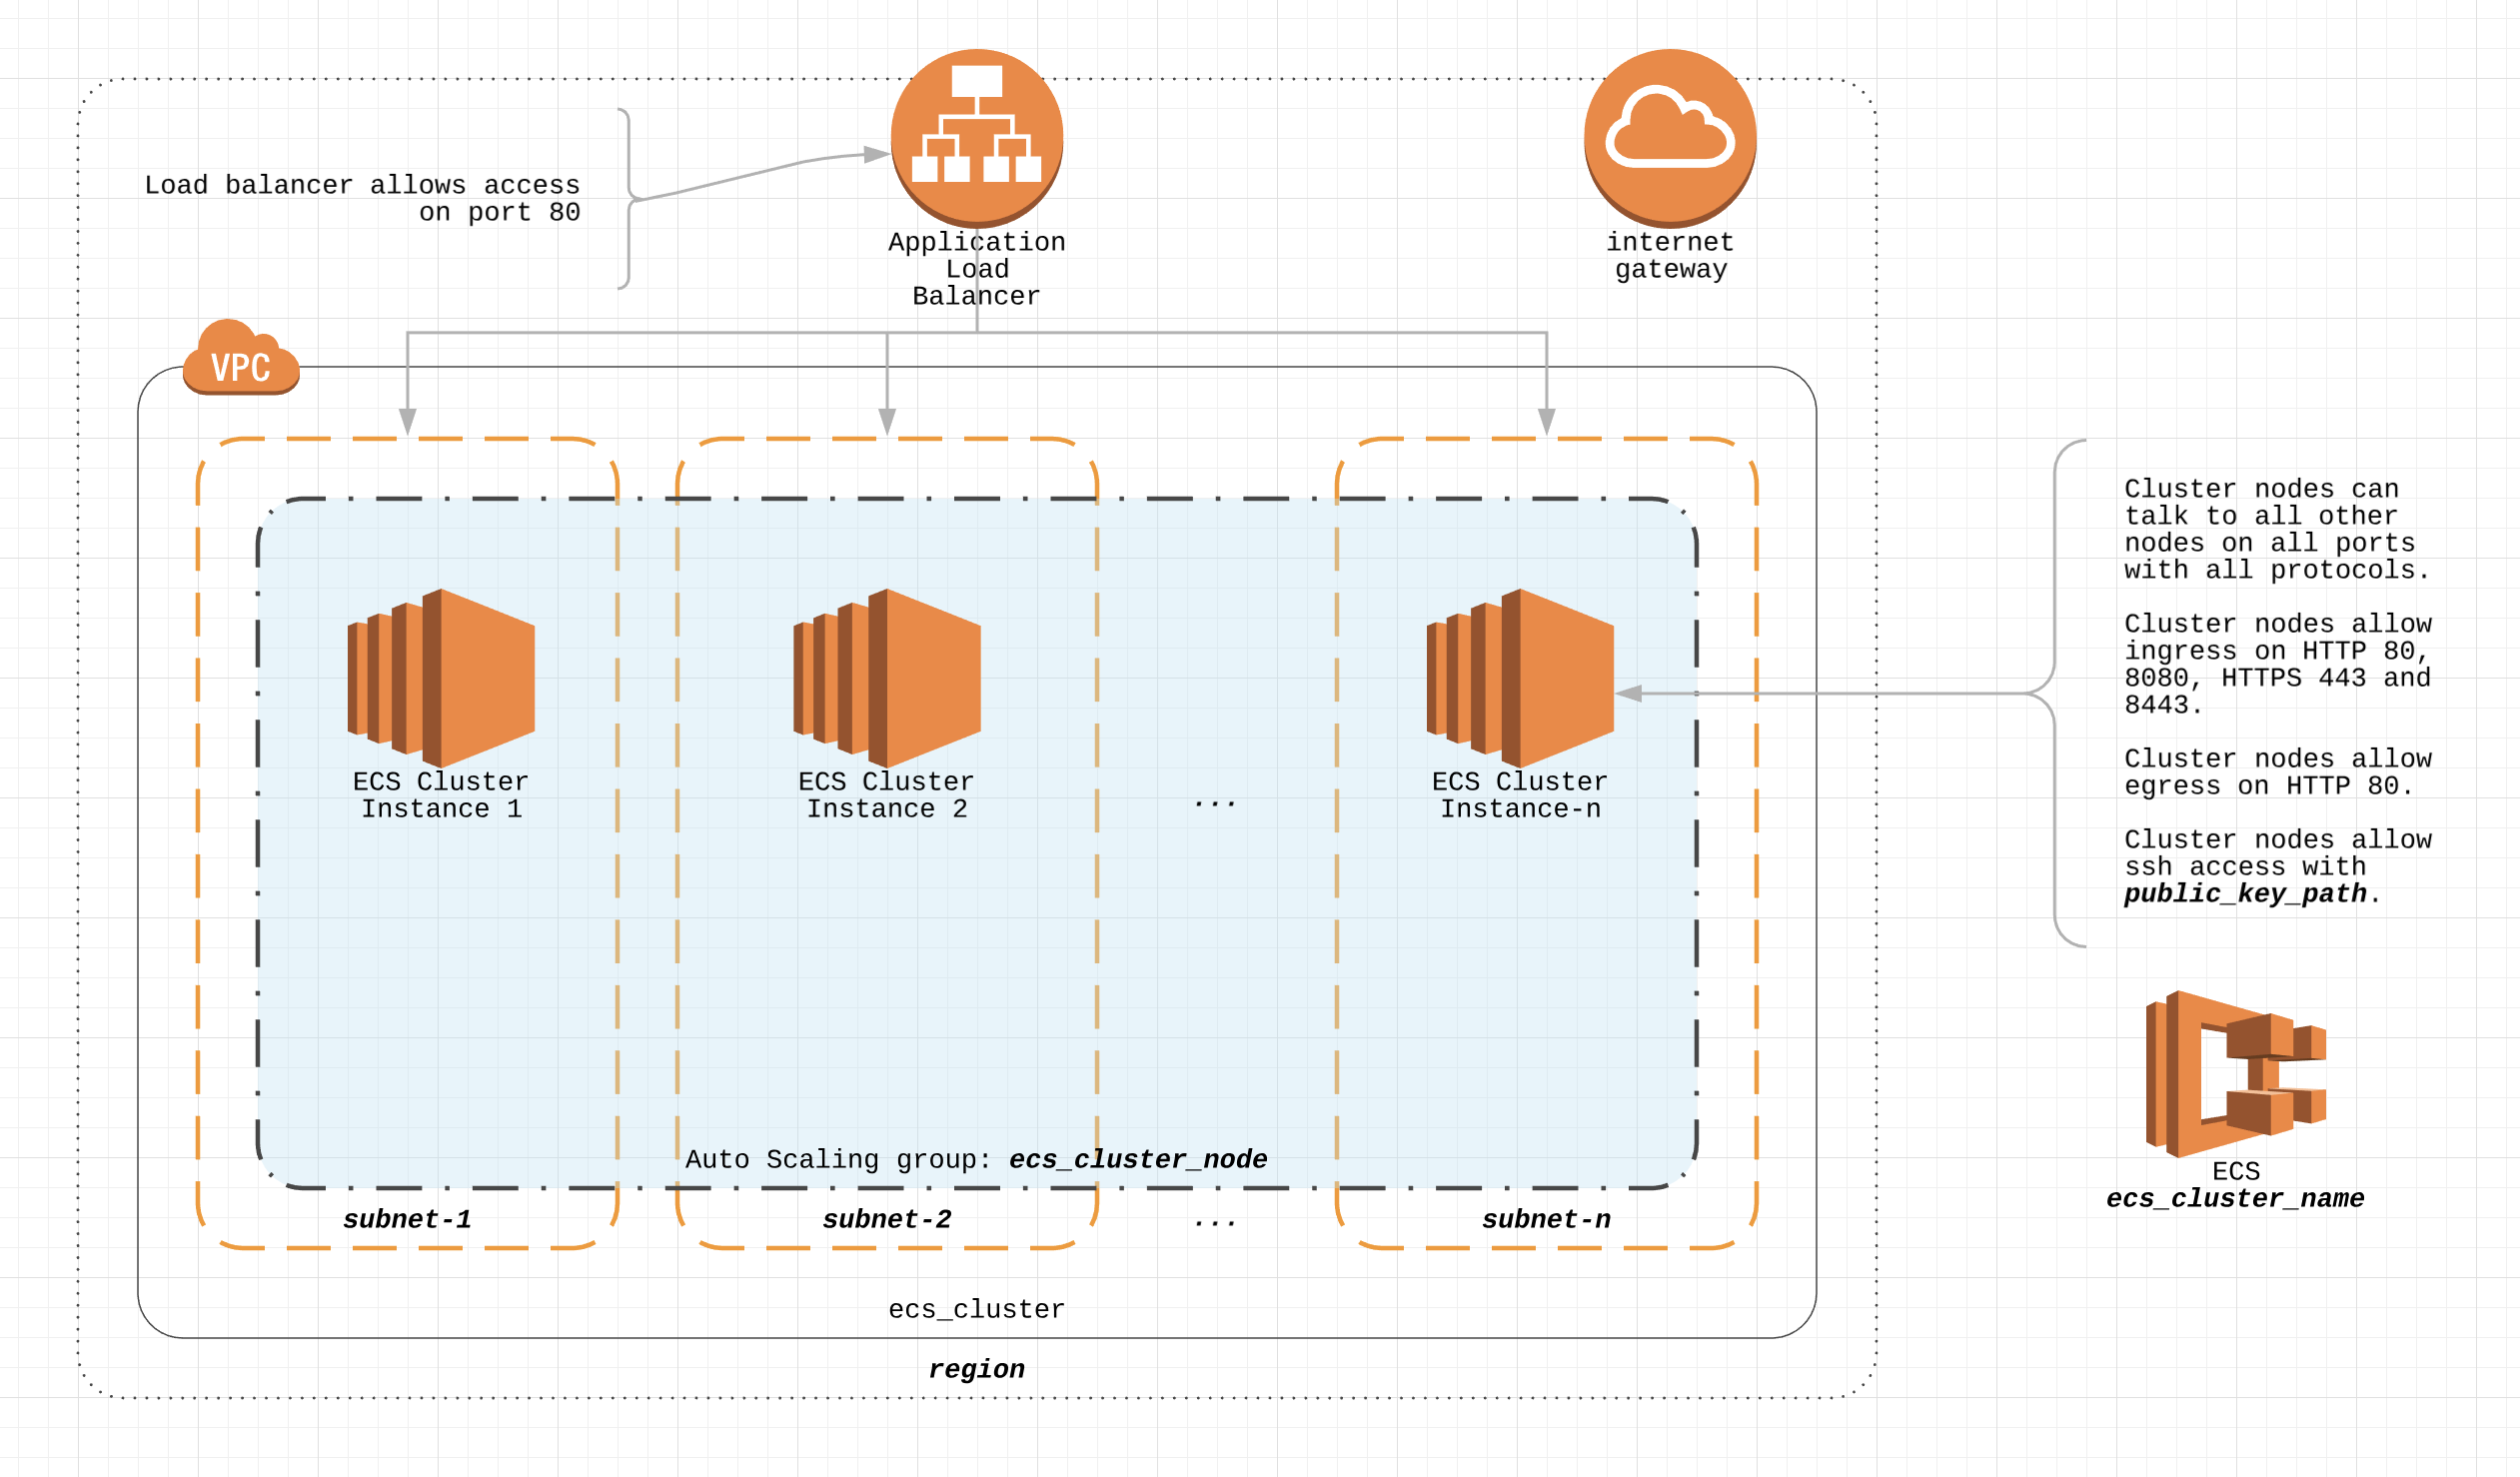 Load balancer allows access
on port 80
Application
Load
Balancer
internet
gateway
VPC
Cluster nodes can
talk to all other
nodes on all ports
with all protocols.
Cluster nodes allow
ingress on HTTP 80,
8080, HTTPS 443 and
8443.
Cluster nodes allow
egress on HTTP 80.
Cluster nodes allow
ssh access with
public_key_path.
ECS Cluster
Instance 1
ECS Cluster
Instance 2
...
ECS Cluster
Instance-n
Auto Scaling group: ecs_cluster_node
subnet-1
subnet-2
...
subnet-n
ECS
ecs_cluster_name
ecs_cluster
region